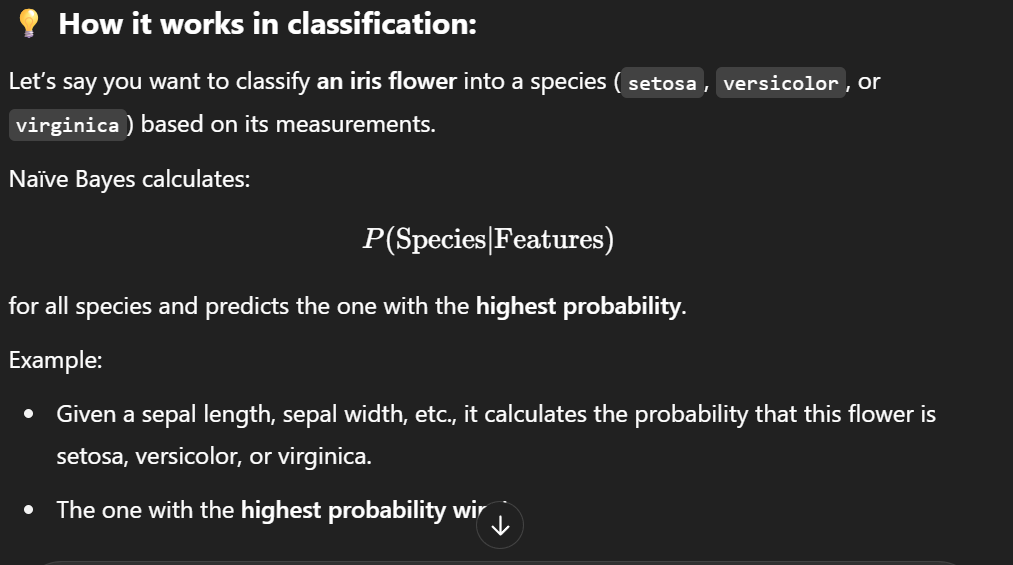 💡 How it works in classification:
Let's say you want to classify an iris flower into a species ( setosa , versicolor , or
virginica ) based on its measurements.
Naïve Bayes calculates:
P(Species|Features)
for all species and predicts the one with the highest probability.
Example:
• Given a sepal length, sepal width, etc., it calculates the probability that this flower is
setosa, versicolor, or virginica.
• The one with the highest probability